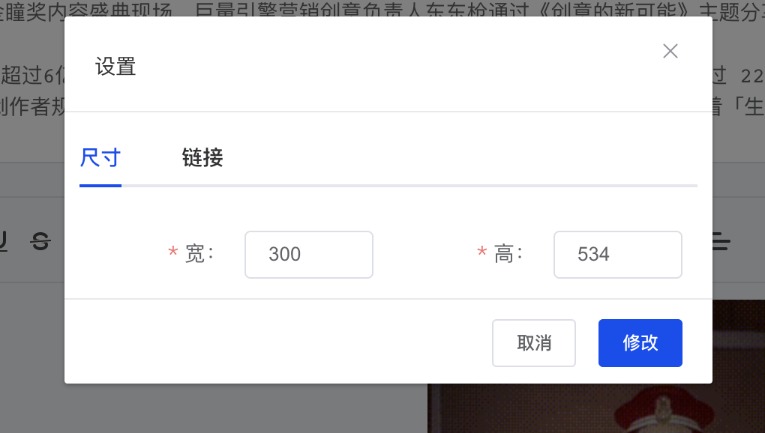 金瞳奖内容盛典现场，巨量引擎营销创意负责人东东枪通过《创意的新可能》主题分
设置
超过6亿
过 22
创作者规
着「生
尺寸
链接
* 宽：
300
* 高：
534
取消
修改